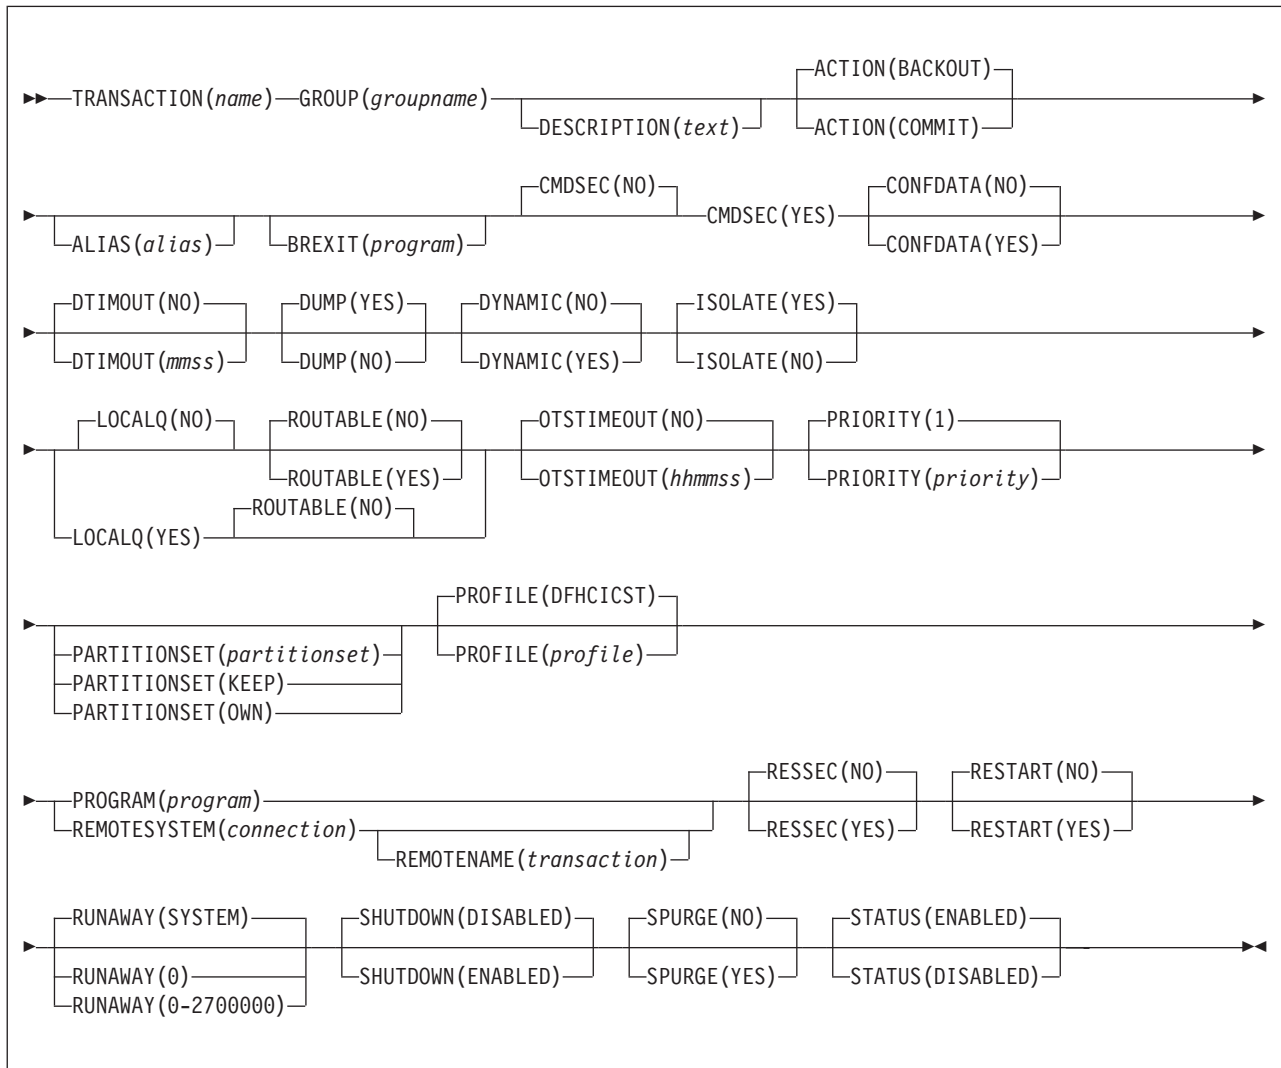 ACTION(BACKOUT)
TRANSACTION(name) GROUP(groupname)
DESCRIPTION(text) ACTION(COMMIT)
CMDSEC(NO) CONFDATA(NO)
CMDSEC(YES)
ALIAS(alias) BREXIT(program) CONFDATA(YES)
DTIMOUT(NO) DUMP(YES) DYNAMIC(NO) ISOLATE(YES)
DTIMOUT(mmss) DUMP(NO) DYNAMIC(YES) ISOLATE(NO)
LOCALQ(NO) ROUTABLE(NO) OTSTIMEOUT(NO) PRIORITY(1)
ROUTABLE(YES) OTSTIMEOUT(hhmmss) PRIORITY(priority)
ROUTABLE(NO)
LOCALQ(YES)
PROFILE(DFHCICST)
PARTITIONSET(partitionset) PROFILE(profile)
PARTITIONSET(KEEP)
PARTITIONSET(OWN)
RESSEC(NO) RESTART(NO)
PROGRAM(program)
REMOTESYSTEM(connection) RESSEC(YES) RESTART(YES)
REMOTENAME(transaction)
RUNAWAY(SYSTEM) SHUTDOWN(DISABLED) SPURGE(NO) STATUS(ENABLED)
RUNAWAY(0) SHUTDOWN(ENABLED) SPURGE(YES) STATUS(DISABLED)
RUNAWAY(0-2700000)